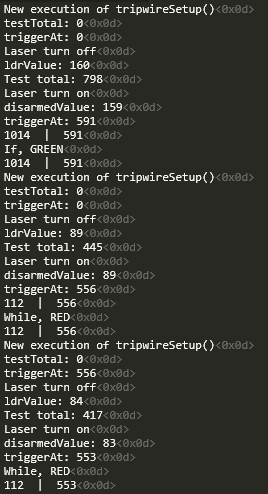 New execution of tripwireSetup()<0x0d>
testTotal: 0<0x0d>
triggerAt: 0<0x0d>
Laser turn off<0x0d>
ldrValue: 160<0x0d>
Test total: 798<0x0d>
Laser turn on<0x0d>
disarmedValue: 159<0x0d>
triggerAt: 591<0x0d>
1014  |  591<0x0d>
If, GREEN<0x0d>
1014  |  591<0x0d>
New execution of tripwireSetup()<0x0d>
testTotal: 0<0x0d>
triggerAt: 0<0x0d>
Laser turn off<0x0d>
ldrValue: 89<0x0d>
Test total: 445<0x0d>
Laser turn on<0x0d>
disarmedValue: 89<0x0d>
triggerAt: 556<0x0d>
112  |  556<0x0d>
While, RED<0x0d>
112  |  556<0x0d>
New execution of tripwireSetup()<0x0d>
testTotal: 0<0x0d>
triggerAt: 556<0x0d>
Laser turn off<0x0d>
ldrValue: 84<0x0d>
Test total: 417<0x0d>
Laser turn on<0x0d>
disarmedValue: 83<0x0d>
triggerAt: 553<0x0d>
While, RED<0x0d>
112  |  553<0x0d>